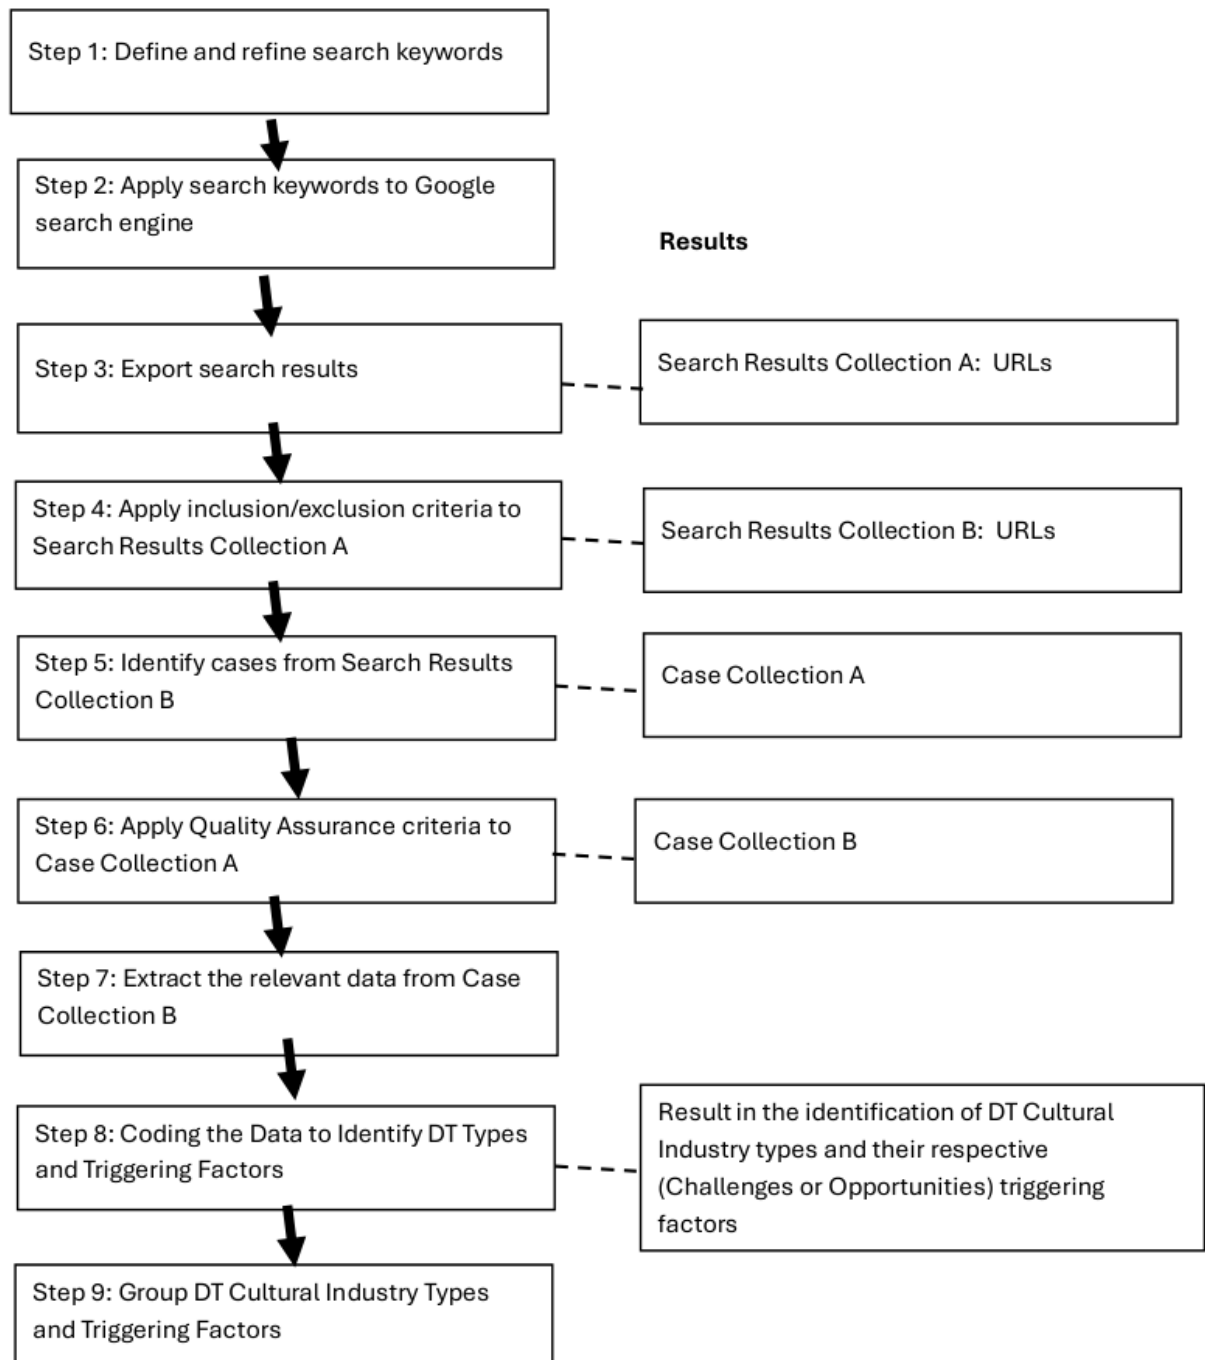 Step 1: Define and refine search keywords
Step 2: Apply search keywords to Google
search engine
Results
Step 3: Export search results
Search Results Collection A: URLs
Step 4: Apply inclusion/exclusion criteria to
Search Results Collection A
Search Results Collection B: URLs
Step 5: Identify cases from Search Results
Collection B
Case Collection A
Step 6: Apply Quality Assurance criteria to
Case Collection A
Case Collection B
Step 7: Extract the relevant data from Case
Collection B
Step 8: Coding the Data to Identify DT Types
and Triggering Factors
Result in the identification of DT Cultural
Industry types and their respective
(Challenges or Opportunities) triggering
factors
Step 9: Group DT Cultural Industry Types
and Triggering Factors